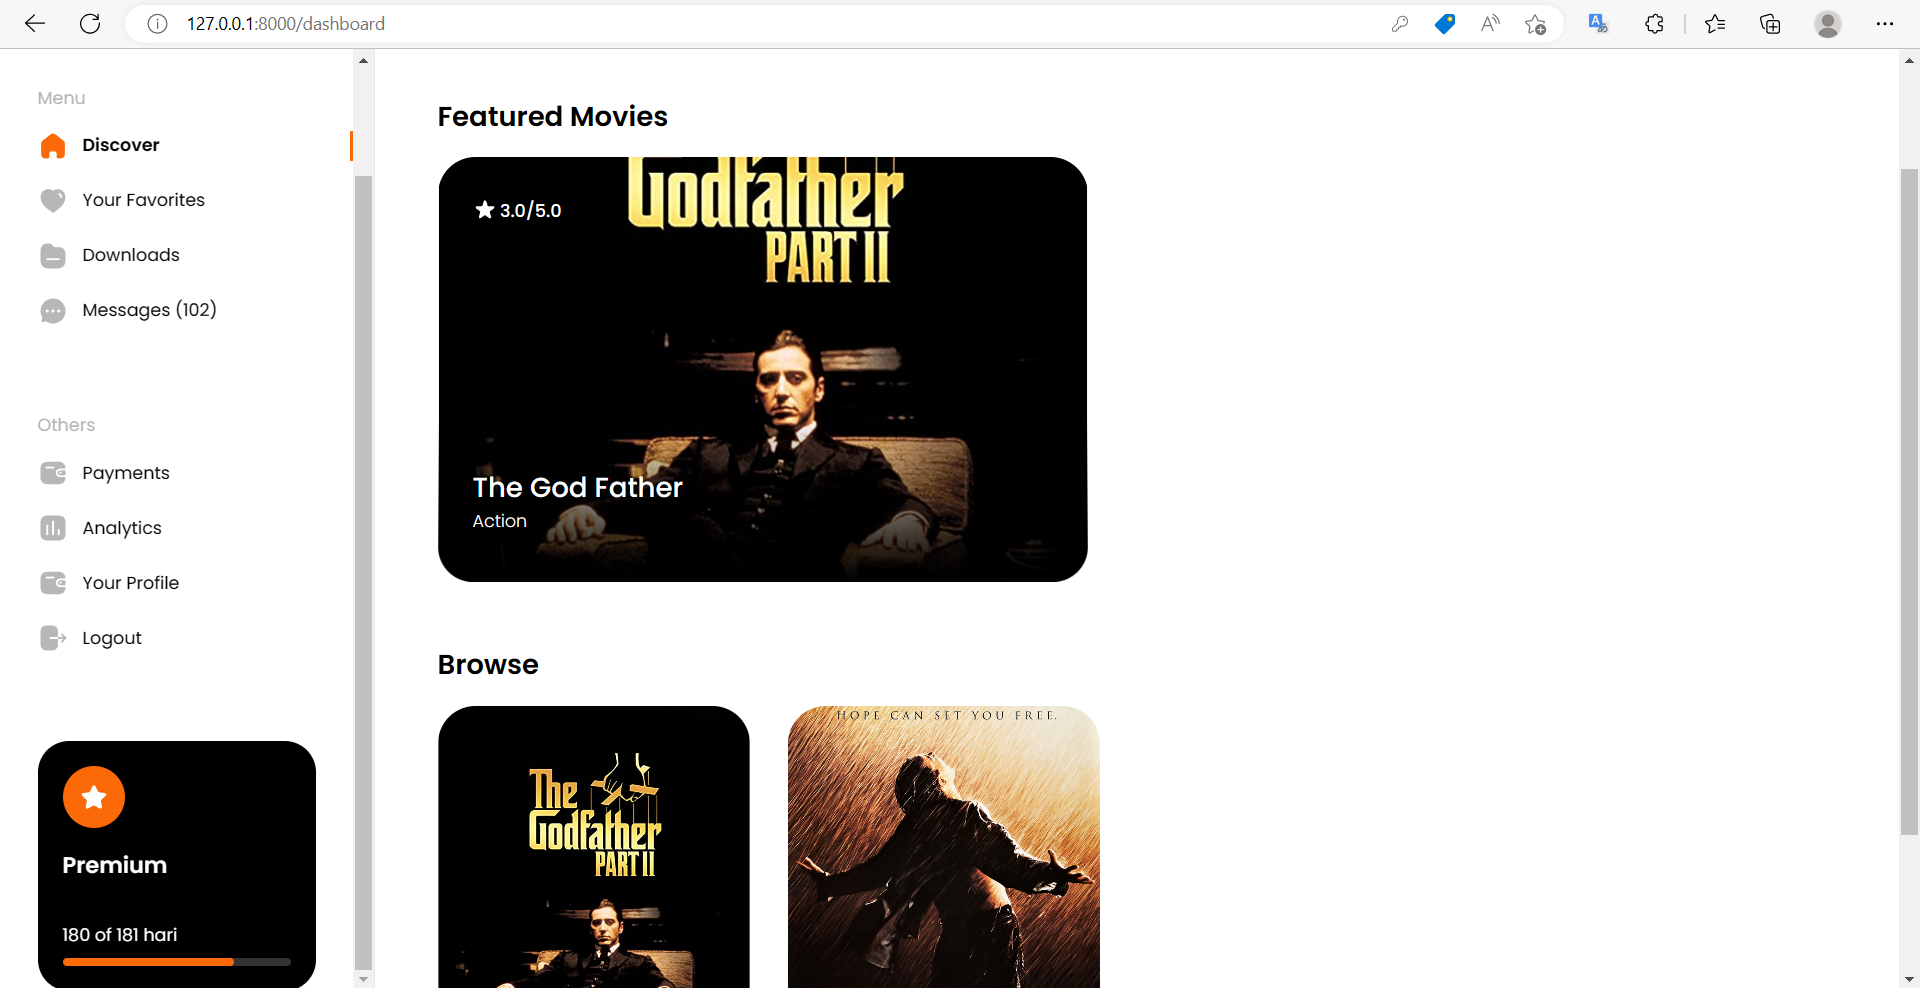 127.0.0.1:8000/dashboard
Menu
Discover
Your Favorites
Downloads
Messages (102)
Others
Payments
Analytics
Your Profile
Logout
Premium
180 of 181 hari
Featured Movies
Godfather
PART II
3.0/5.0
The God Father
Action
Browse
The
Godfather
PART II
HOPE CAN SET YOU FREE.